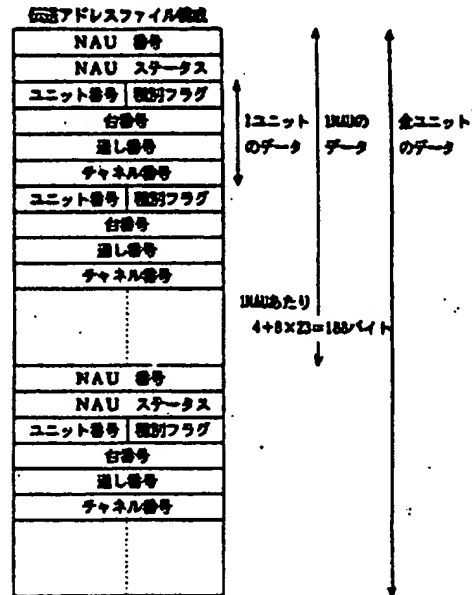 伝送アドレスファイル構成
NAU 番号
NAU ステータス
ユニット番号 種別フラグ
台番号
通し番号
チャネル番号
ユニット番号 種別フラグ
台番号
通し番号
チャネル番号
NAU 番号
NAU ステータス
ユニット番号 種別フラグ
台番号
通し番号
チャネル番号
1ユニット
のデータ
1NAUの
データ
全ユニット
のデータ
1NAUあたり
4+8×23=188バイト